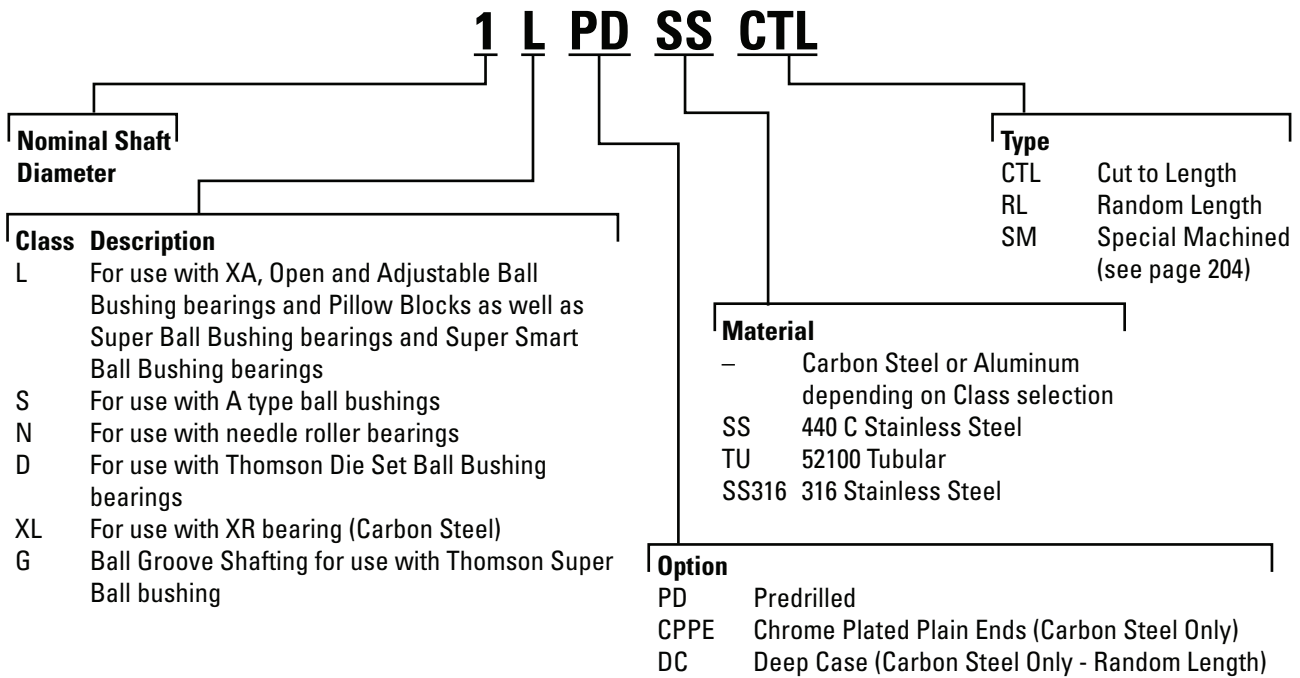 1 L PD SS CTL
Nominal Shaft
Diameter
Class Description
L For use with XA, Open and Adjustable Ball
Bushing bearings and Pillow Blocks as well as
Super Ball Bushing bearings and Super Smart
Ball Bushing bearings
S For use with A type ball bushings
N For use with needle roller bearings
D For use with Thomson Die Set Ball Bushing
bearings
XL For use with XR bearing (Carbon Steel)
G Ball Groove Shafting for use with Thomson Super
Ball bushing
Type
CTL Cut to Length
RL Random Length
SM Special Machined
(see page 204)
Material
– Carbon Steel or Aluminum
depending on Class selection
SS 440 C Stainless Steel
TU 52100 Tubular
SS316 316 Stainless Steel
Option
PD Predrilled
CPPE Chrome Plated Plain Ends (Carbon Steel Only)
DC Deep Case (Carbon Steel Only - Random Length)